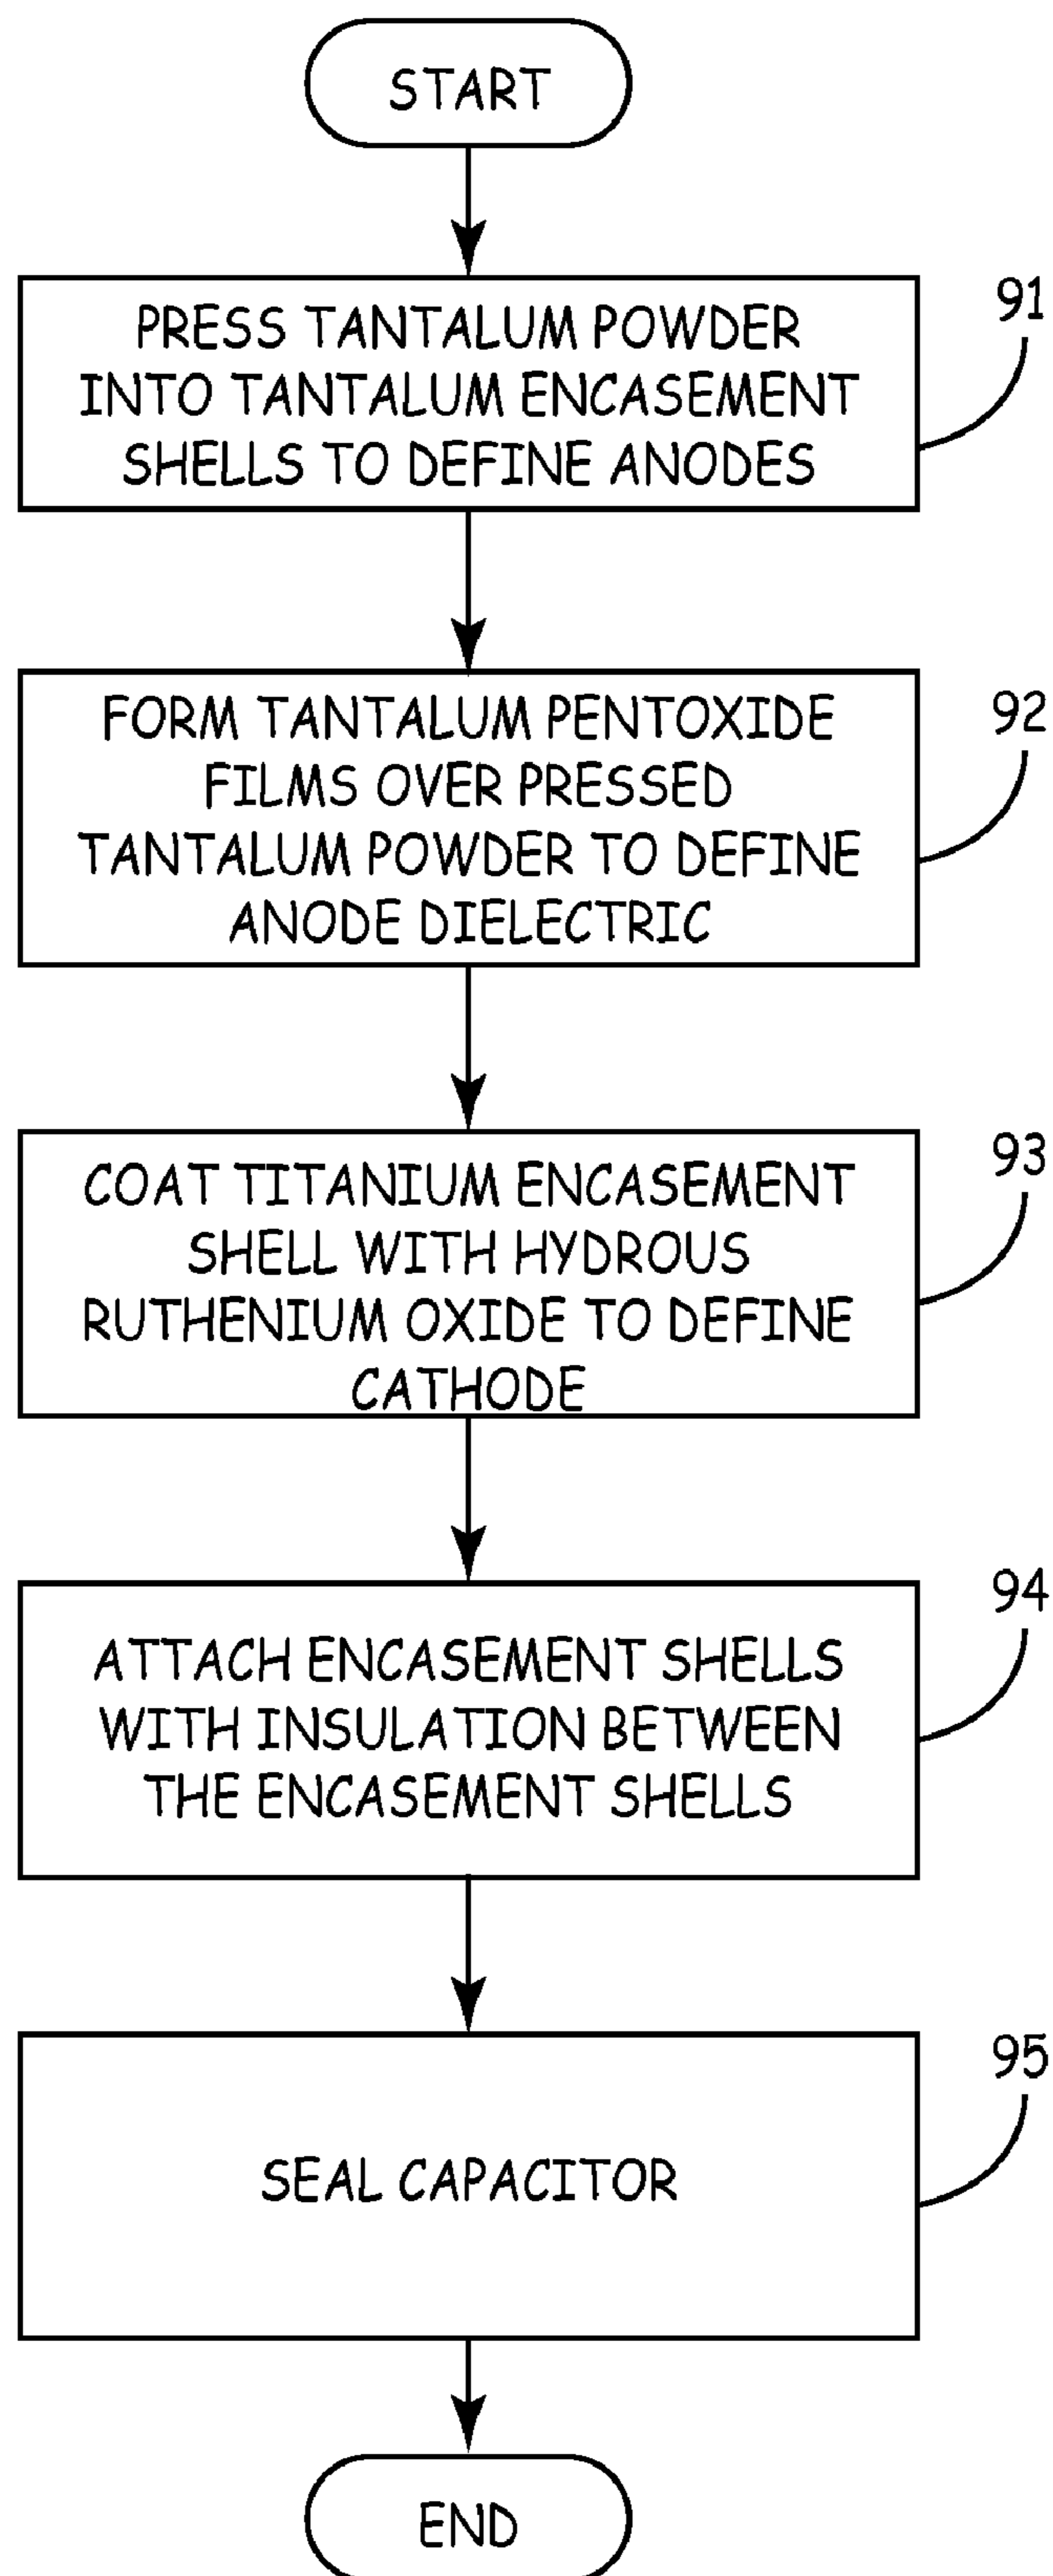 START
PRESS TANTALUM POWDER
INTO TANTALUM ENCASEMENT
SHELLS TO DEFINE ANODES
91
FORM TANTALUM PENTOXIDE
FILMS OVER PRESSED
TANTALUM POWDER TO DEFINE
ANODE DIELECTRIC
92
COAT TITANIUM ENCASEMENT
SHELL WITH HYDROUS
RUTHENIUM OXIDE TO DEFINE
CATHODE
93
ATTACH ENCASEMENT SHELLS
WITH INSULATION BETWEEN
THE ENCASEMENT SHELLS
94
SEAL CAPACITOR
95
END